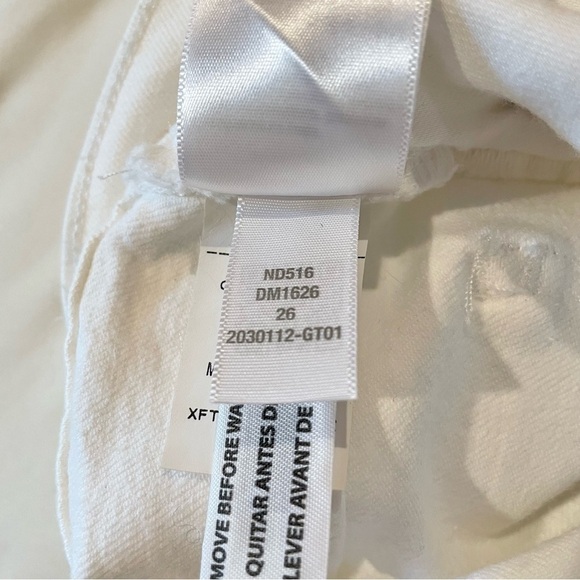 ND516
DM1626
26
2030112-GT01
XFT
MOVE BEFORE WA
QUITAR ANTES D
LEVER AVANT DE